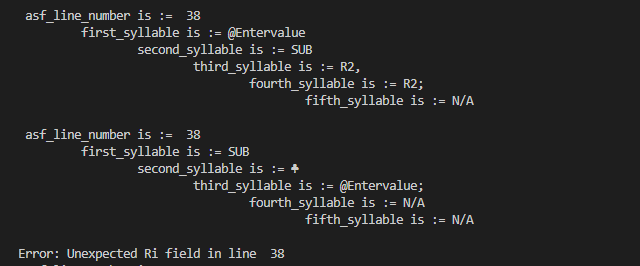 asf_line_number is := 38
first_syllable is := @Entervalue
second_syllable is := SUB
third_syllable is := R2,
fourth_syllable is := R2;
fifth_syllable is := N/A
asf_line_number is := 38
first_syllable is := SUB
second_syllable is := ♣
third_syllable is := @Entervalue;
fourth_syllable is := N/A
fifth_syllable is := N/A
Error: Unexpected Ri field in line 38